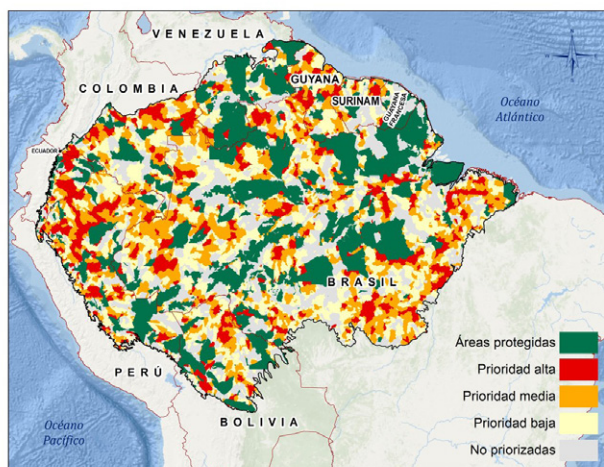 VENEZUELA
COLOMBIA
GUYANA
SURINAM
GUAYANA
FRANCESA
Océano
Atlántico
ECUADOR
BRASIL
PERÚ
BOLIVIA
Océano
Pacífico
Áreas protegidas
Prioridad alta
Prioridad media
Prioridad baja
No priorizadas